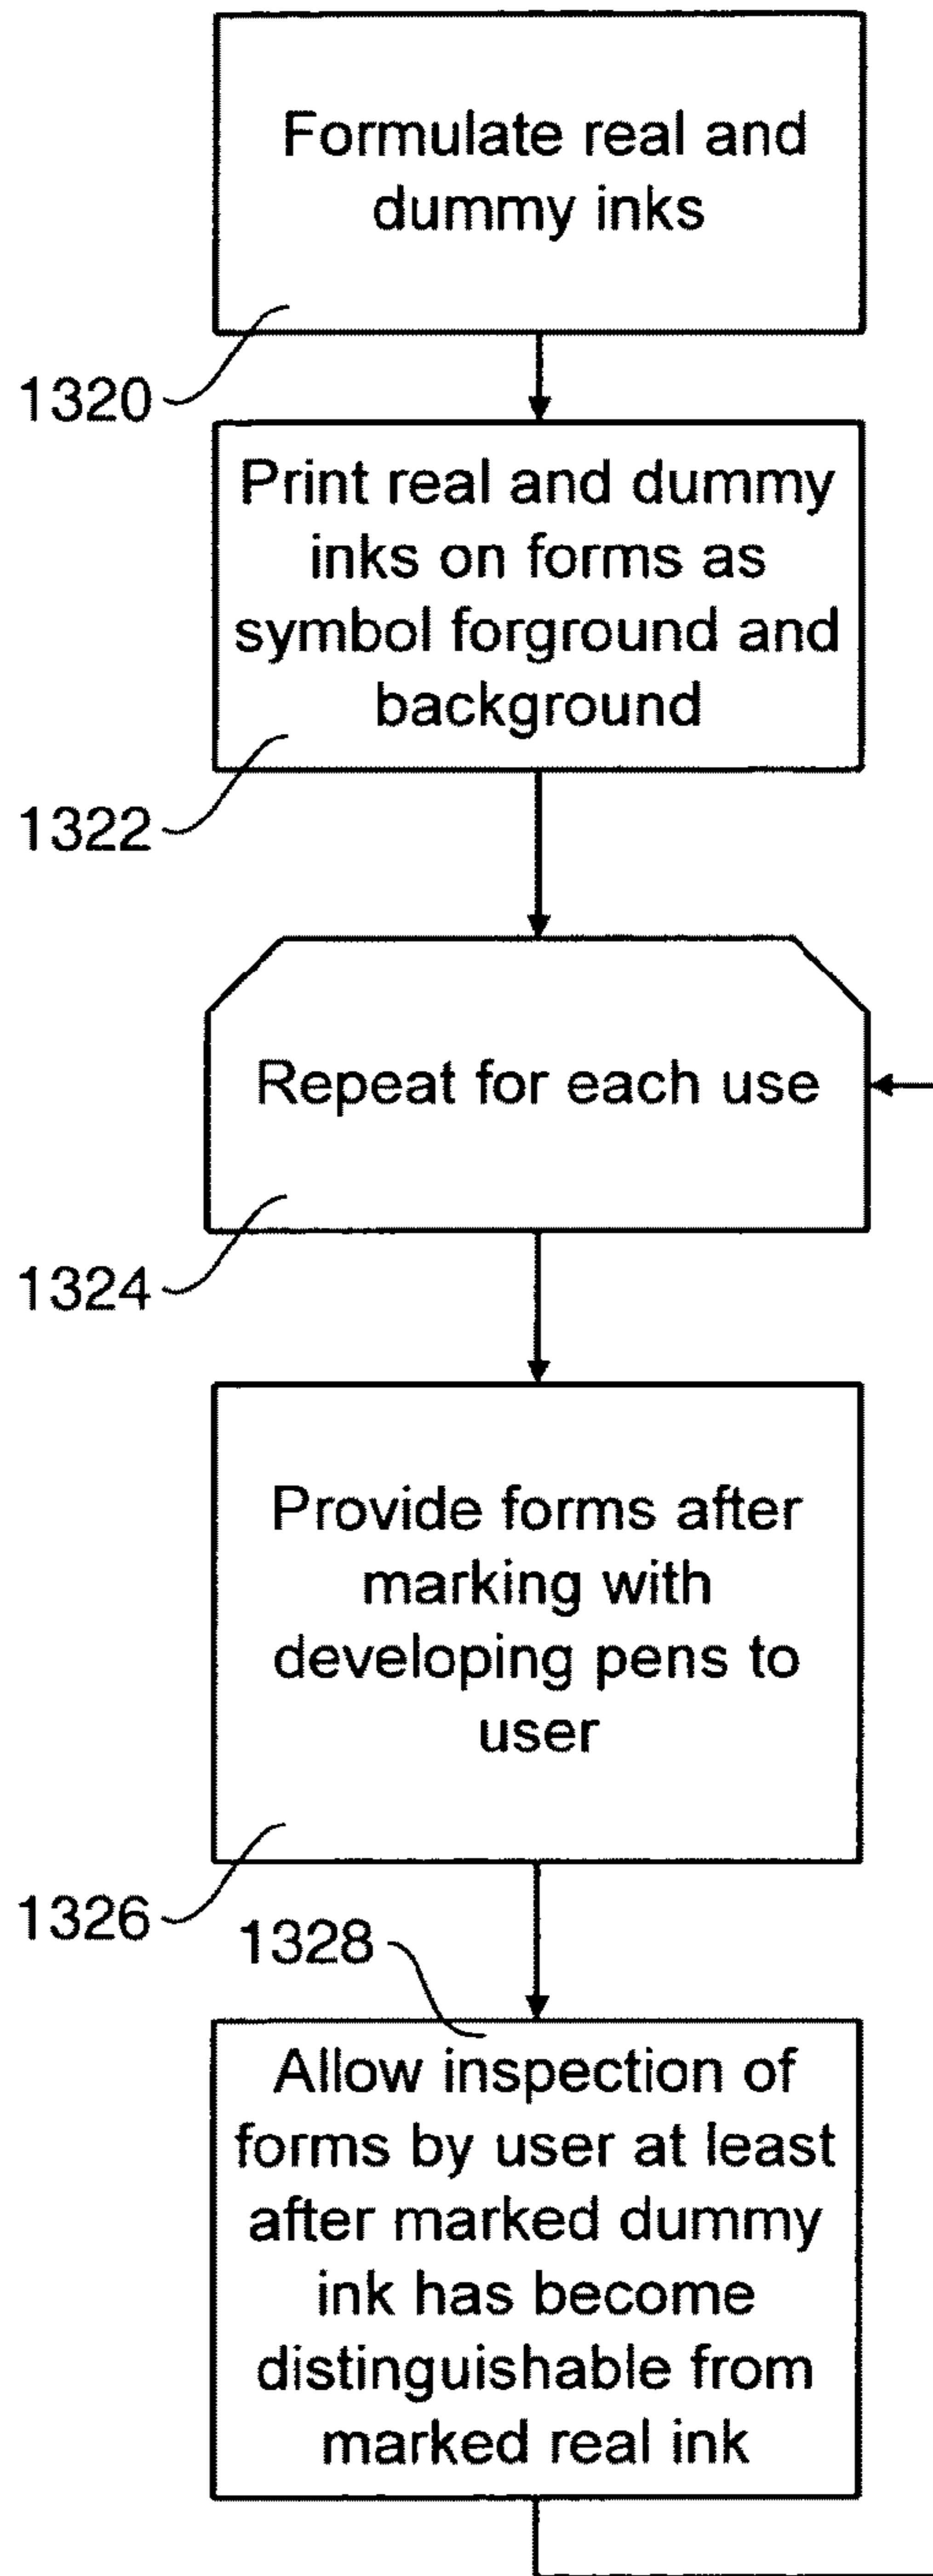 Formulate real and
dummy inks
1320
Print real and dummy
inks on forms as
symbol forground and
background
1322
Repeat for each use
1324
Provide forms after
marking with
developing pens to
user
1326
1328
Allow inspection of
forms by user at least
after marked dummy
ink has become
distinguishable from
marked real ink